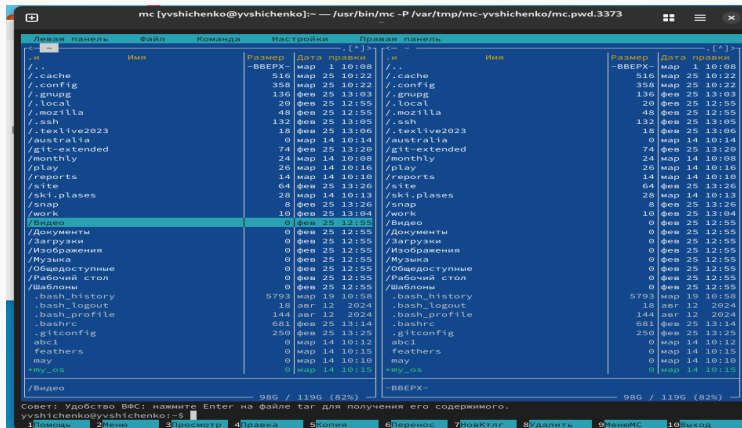 mc [yvshichenko@yvshichenko]:~ — /usr/bin/mc -P /var/tmp/mc-yvshichenko/mc.pwd.3373
Левая панель Файл Команда Настройки Правая панель
<— ~ —.[^]> <— ~ —.[^]>
.и Имя Размер Дата правки .и Имя Размер Дата правки
/.. -ВВЕРХ- мар 1 10:08 /.. -ВВЕРХ- мар 1 10:08
/.cache 516 мар 25 10:22 /.cache 516 мар 25 10:22
/.config 358 мар 25 10:22 /.config 358 мар 25 10:22
/.gnupg 136 фев 25 13:03 /.gnupg 136 фев 25 13:03
/.local 20 фев 25 12:55 /.local 20 фев 25 12:55
/.mozilla 48 фев 25 12:55 /.mozilla 48 фев 25 12:55
/.ssh 132 фев 25 13:05 /.ssh 132 фев 25 13:05
/.texlive2023 18 фев 25 13:06 /.texlive2023 18 фев 25 13:06
/australia 0 мар 14 10:14 /australia 0 мар 14 10:14
/git-extended 74 фев 25 13:20 /git-extended 74 фев 25 13:20
/monthly 24 мар 14 10:08 /monthly 24 мар 14 10:08
/play 26 мар 14 10:16 /play 26 мар 14 10:16
/reports 14 мар 14 10:10 /reports 14 мар 14 10:10
/site 64 фев 25 13:26 /site 64 фев 25 13:26
/ski.plases 28 мар 14 10:13 /ski.plases 28 мар 14 10:13
/snap 8 фев 25 13:26 /snap 8 фев 25 13:26
/work 10 фев 25 13:04 /work 10 фев 25 13:04
/Видео 0 фев 25 12:55 /Видео 0 фев 25 12:55
/Документы 0 фев 25 12:55 /Документы 0 фев 25 12:55
/Загрузки 0 фев 25 12:55 /Загрузки 0 фев 25 12:55
/Изображения 0 фев 25 12:55 /Изображения 0 фев 25 12:55
/Музыка 0 фев 25 12:55 /Музыка 0 фев 25 12:55
/Общедоступные 0 фев 25 12:55 /Общедоступные 0 фев 25 12:55
/Рабочий стол 0 фев 25 12:55 /Рабочий стол 0 фев 25 12:55
/Шаблоны 0 фев 25 12:55 /Шаблоны 0 фев 25 12:55
.bash_history 5793 мар 19 10:58 .bash_history 5793 мар 19 10:58
.bash_logout 18 авг 12 2024 .bash_logout 18 авг 12 2024
.bash_profile 144 авг 12 2024 .bash_profile 144 авг 12 2024
.bashrc 681 фев 25 13:14 .bashrc 681 фев 25 13:14
.gitconfig 250 фев 25 13:25 .gitconfig 250 фев 25 13:25
abc1 0 мар 14 10:12 abc1 0 мар 14 10:12
feathers 0 мар 14 10:15 feathers 0 мар 14 10:15
may 0 мар 14 10:10 may 0 мар 14 10:10
*my_os 0 мар 14 10:15 *my_os 0 мар 14 10:15
/Видео -ВВЕРХ-
98G / 119G (82%) 98G / 119G (82%)
Совет: Удобство ВФС: нажмите Enter на файле tar для получения его содержимого.
yvshichenko@yvshichenko:~$
1Помощь 2Меню 3Просмотр 4Правка 5Копия 6Перенос 7НовКтлг 8Удалить 9МенюМС 10Выход